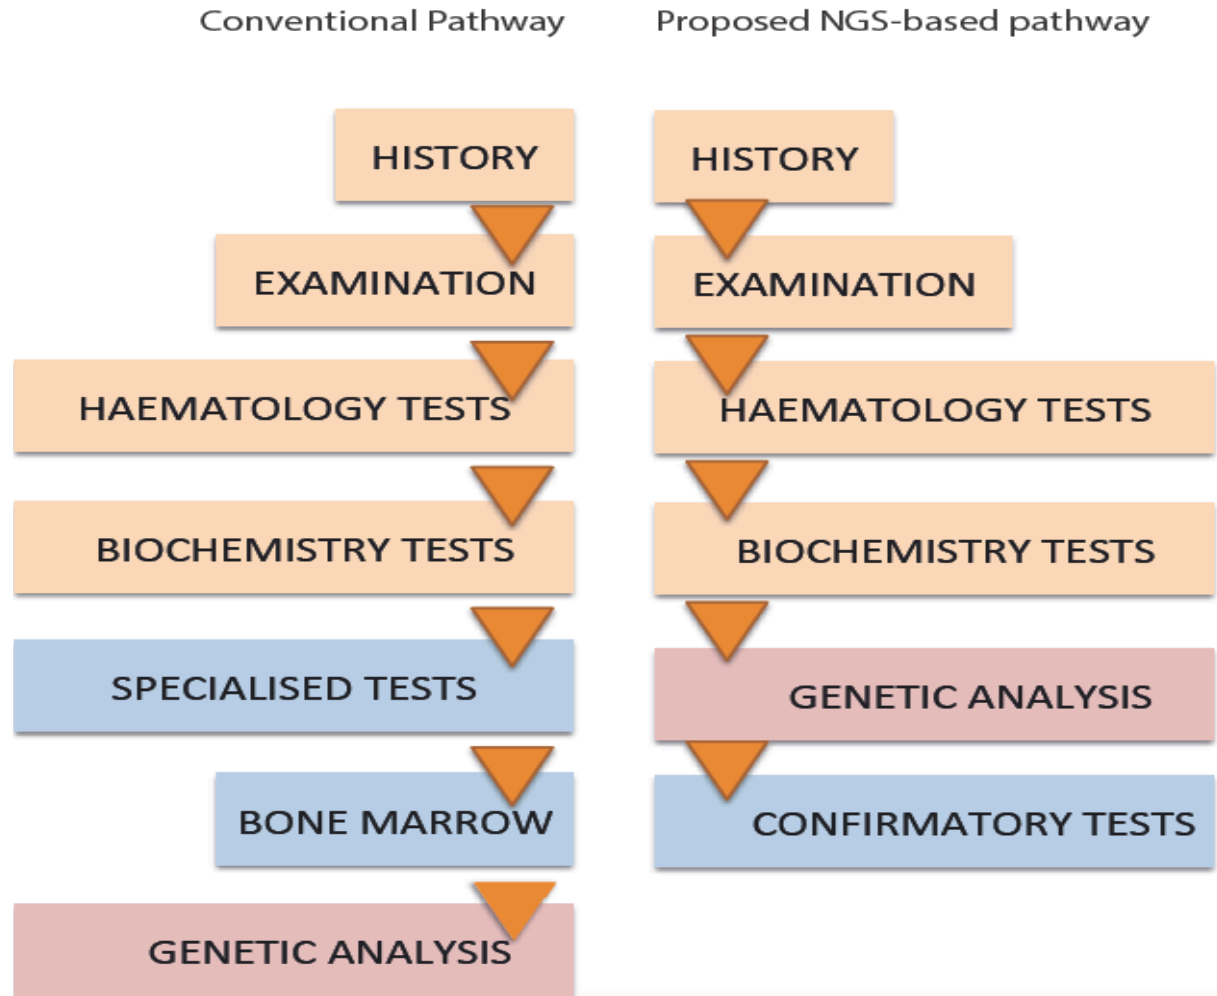 Conventional Pathway
HISTORY
EXAMINATION
HAEMATOLOGY TESTS
BIOCHEMISTRY TESTS
SPECIALISED TESTS
BONE MARROW
GENETIC ANALYSIS
Proposed NGS-based pathway
HISTORY
EXAMINATION
HAEMATOLOGY TESTS
BIOCHEMISTRY TESTS
GENETIC ANALYSIS
CONFIRMATORY TESTS